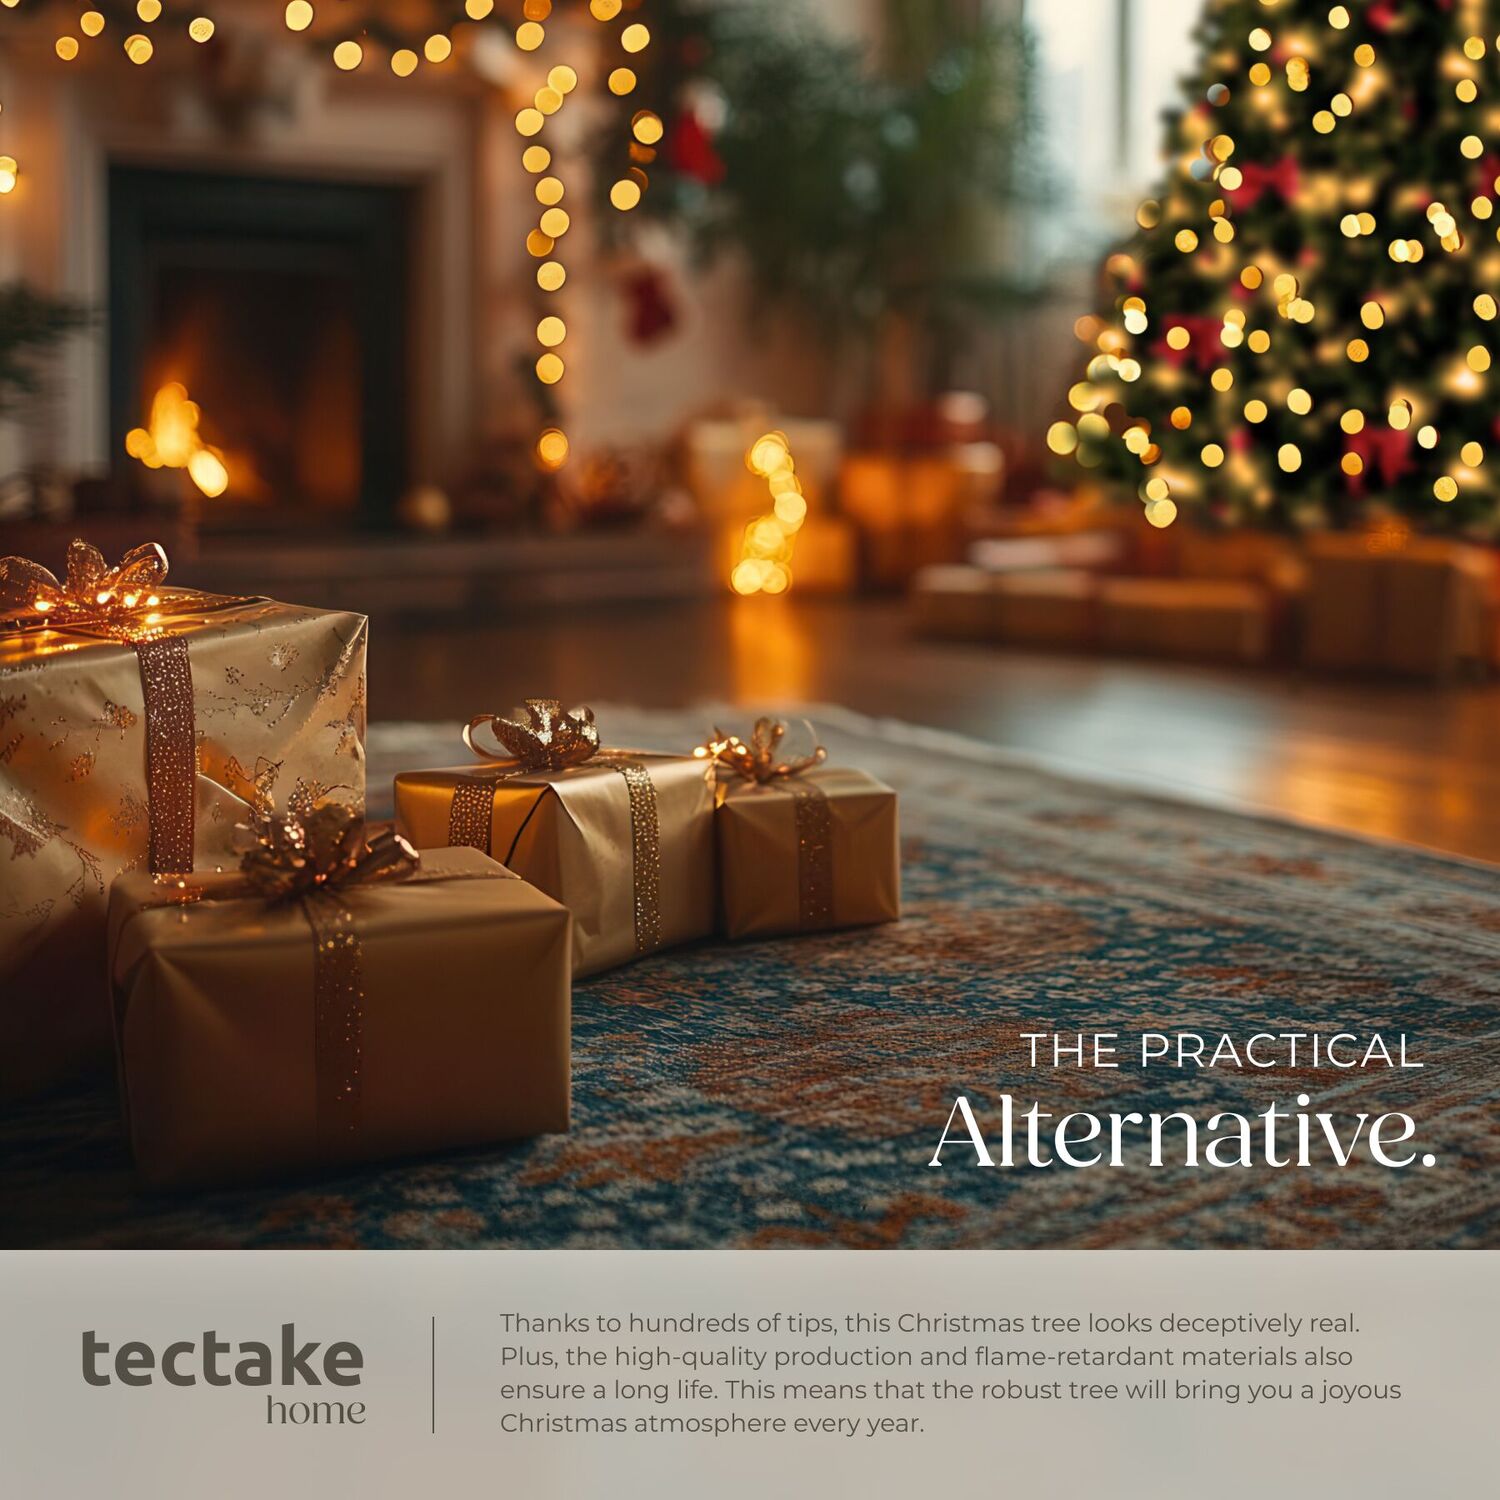 THE PRACTICAL
Alternative.
tectake
home
Thanks to hundreds of tips, this Christmas tree looks deceptively real.
Plus, the high-quality production and flame-retardant materials also
ensure a long life. This means that the robust tree will bring you a joyous
Christmas atmosphere every year.